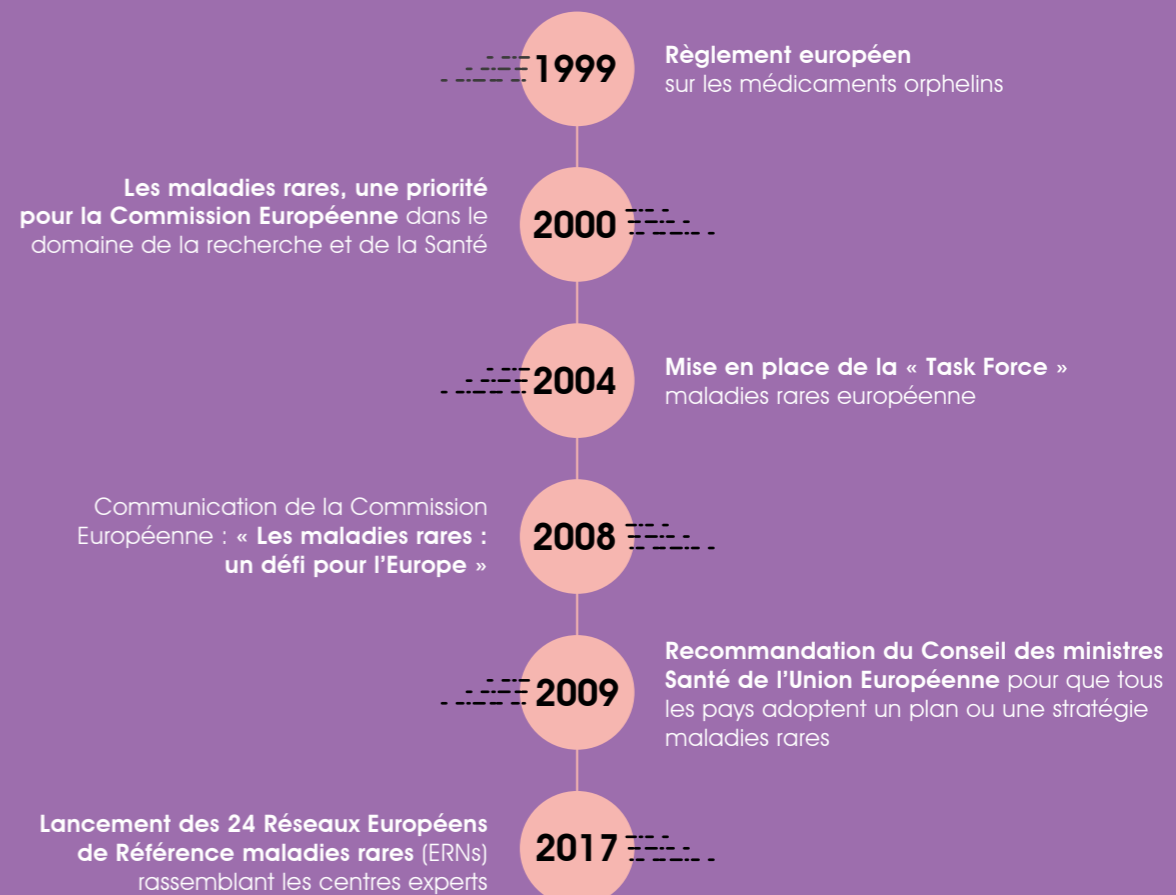 1999
Règlement européen
sur les médicaments orphelins
Les maladies rares, une priorité
pour la Commission Européenne dans le
domaine de la recherche et de la Santé
2000
2004
Mise en place de la « Task Force »
maladies rares européenne
Communication de la Commission
Européenne : « Les maladies rares :
un défi pour l'Europe »
2008
2009
Recommandation du Conseil des ministres
Santé de l'Union Européenne pour que tous
les pays adoptent un plan ou une stratégie
maladies rares
Lancement des 24 Réseaux Européens
de Référence maladies rares (ERNs)
rassemblant les centres experts
2017